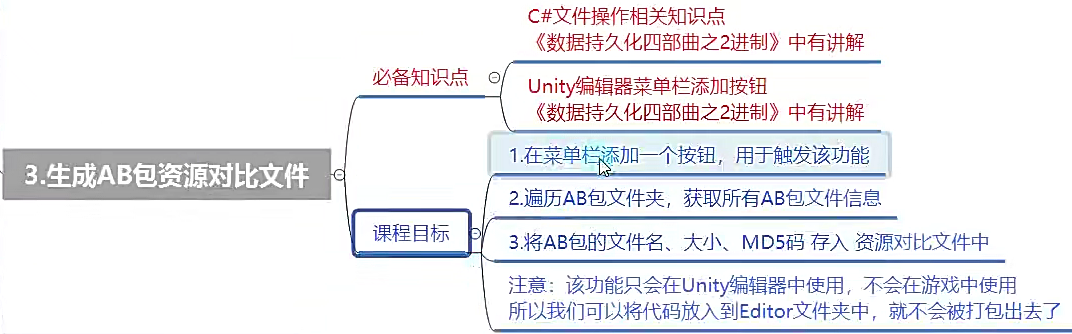 C#文件操作相关知识点
《数据持久化四部曲之2进制》中有讲解
必备知识点
Unity编辑器菜单栏添加按钮
《数据持久化四部曲之2进制》中有讲解
3.生成AB包资源对比文件
1.在菜单栏添加一个按钮，用于触发该功能
2.遍历AB包文件夹，获取所有AB包文件信息
课程目标
3.将AB包的文件名、大小、MD5码 存入 资源对比文件中
注意：该功能只会在Unity编辑器中使用，不会在游戏中使用
所以我们可以将代码放入到Editor文件夹中，就不会被打包出去了